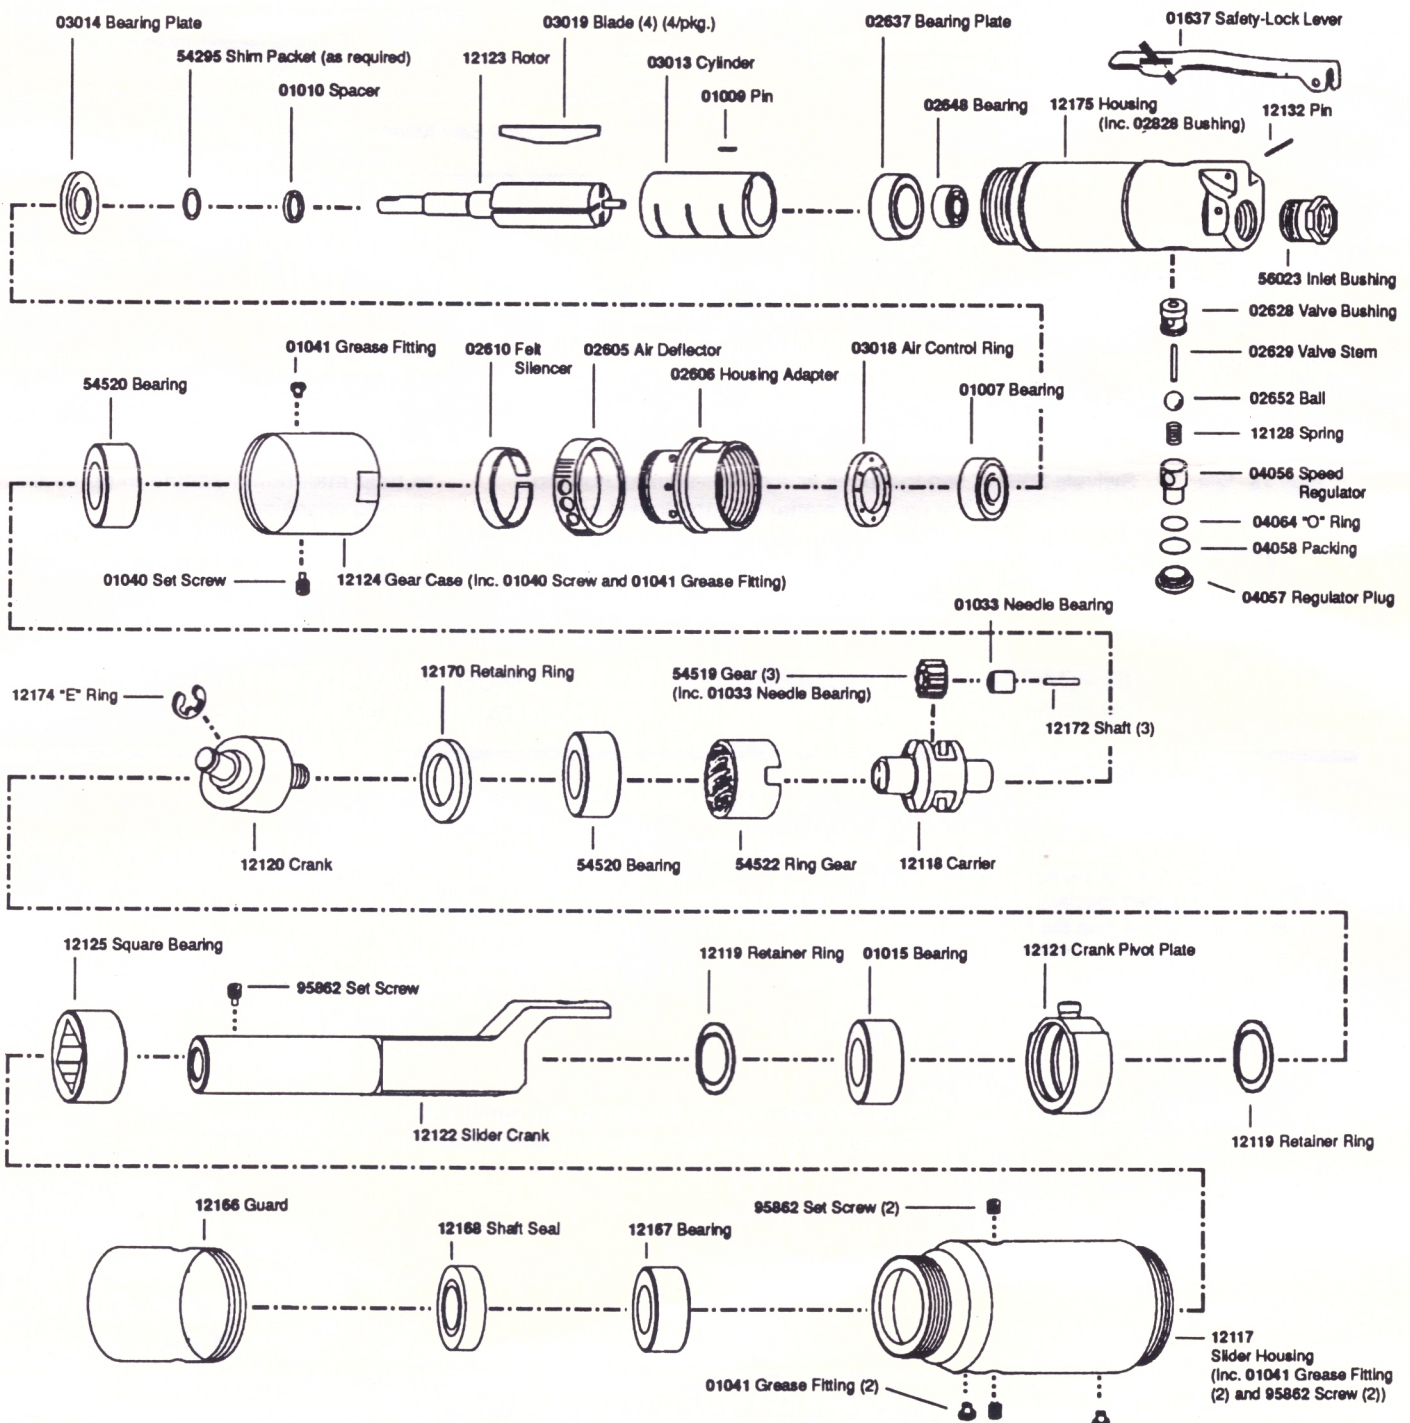 03014 Bearing Plate
03019 Blade (4) (4/pkg.)
02637 Bearing Plate
01637 Safety-Lock Lever
54295 Shim Packet (as required)
12123 Rotor
03013 Cylinder
01010 Spacer
01009 Pin
02648 Bearing
12175 Housing
(Inc. 02828 Bushing)
12132 Pin
56023 Inlet Bushing
02628 Valve Bushing
02629 Valve Stem
02652 Ball
12128 Spring
04056 Speed
Regulator
04064 "O" Ring
04058 Packing
04057 Regulator Plug
54520 Bearing
01041 Grease Fitting
02610 Felt
Silencer
02605 Air Deflector
02606 Housing Adapter
03018 Air Control Ring
01007 Bearing
01040 Set Screw
12124 Gear Case (Inc. 01040 Screw and 01041 Grease Fitting)
01033 Needle Bearing
12174 "E" Ring
12170 Retaining Ring
54519 Gear (3)
(Inc. 01033 Needle Bearing)
12172 Shaft (3)
12120 Crank
54520 Bearing
54522 Ring Gear
12118 Carrier
12125 Square Bearing
95862 Set Screw
12119 Retainer Ring
01015 Bearing
12121 Crank Pivot Plate
12122 Slider Crank
12119 Retainer Ring
12166 Guard
12168 Shaft Seal
12167 Bearing
95862 Set Screw (2)
01041 Grease Fitting (2)
12117
Slider Housing
(Inc. 01041 Grease Fitting
(2) and 95862 Screw (2))